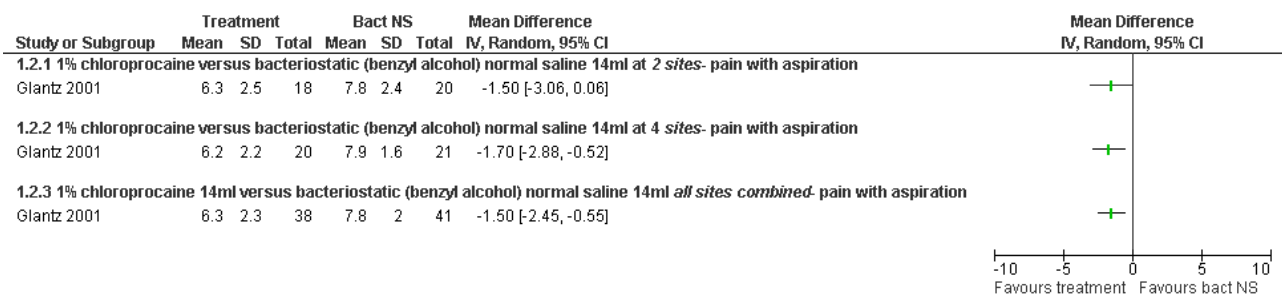 Treatment Bact NS Mean Difference Mean Difference
Study or Subgroup Mean SD Total Mean SD Total IV, Random, 95% CI IV, Random, 95% CI
1.2.1 1% chloroprocaine versus bacteriostatic (benzyl alcohol) normal saline 14ml at 2 sites- pain with aspiration
Glantz 2001 6.3 2.5 18 7.8 2.4 20 -1.50 [-3.06, 0.06]
1.2.2 1% chloroprocaine versus bacteriostatic (benzyl alcohol) normal saline 14ml at 4 sites- pain with aspiration
Glantz 2001 6.2 2.2 20 7.9 1.6 21 -1.70 [-2.88, -0.52]
1.2.3 1% chloroprocaine 14ml versus bacteriostatic (benzyl alcohol) normal saline 14ml all sites combined- pain with aspiration
Glantz 2001 6.3 2.3 38 7.8 2 41 -1.50 [-2.45, -0.55]
-10 -5 0 5 10
Favours treatment Favours bact NS